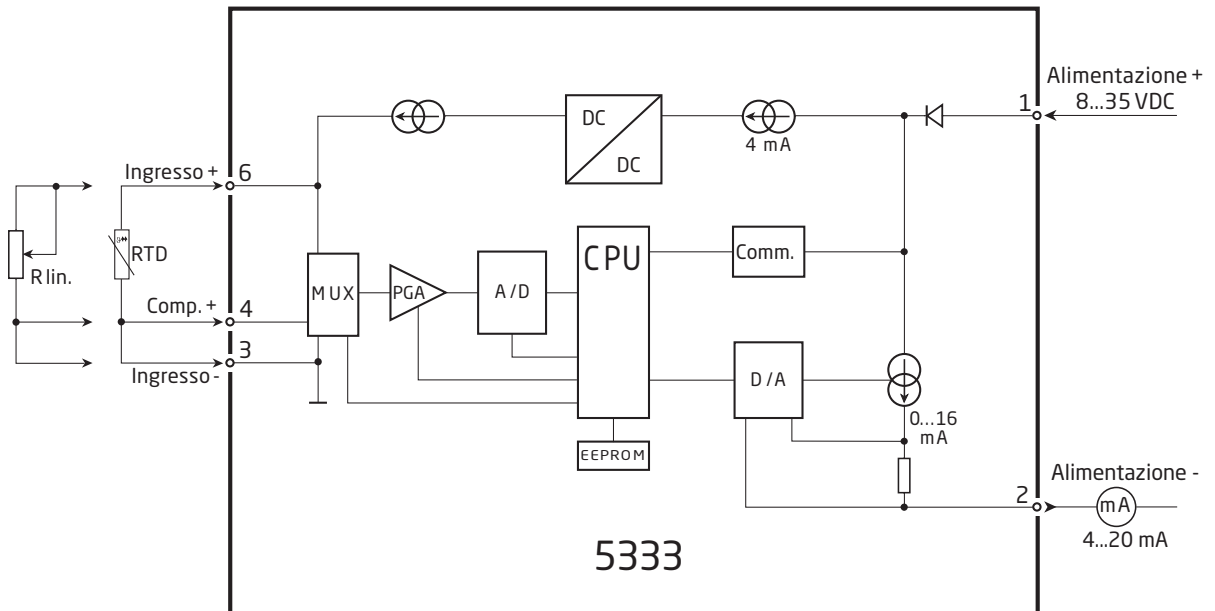 Alimentazione +
8...35 VDC
1
DC
DC
4 mA
Ingresso +
6
RTD
R lin.
CPU
Comm.
MUX
PGA
A/D
Comp. +
4
3
Ingresso -
D/A
0...16
mA
EEPROM
Alimentazione -
2
mA
4...20 mA
5333